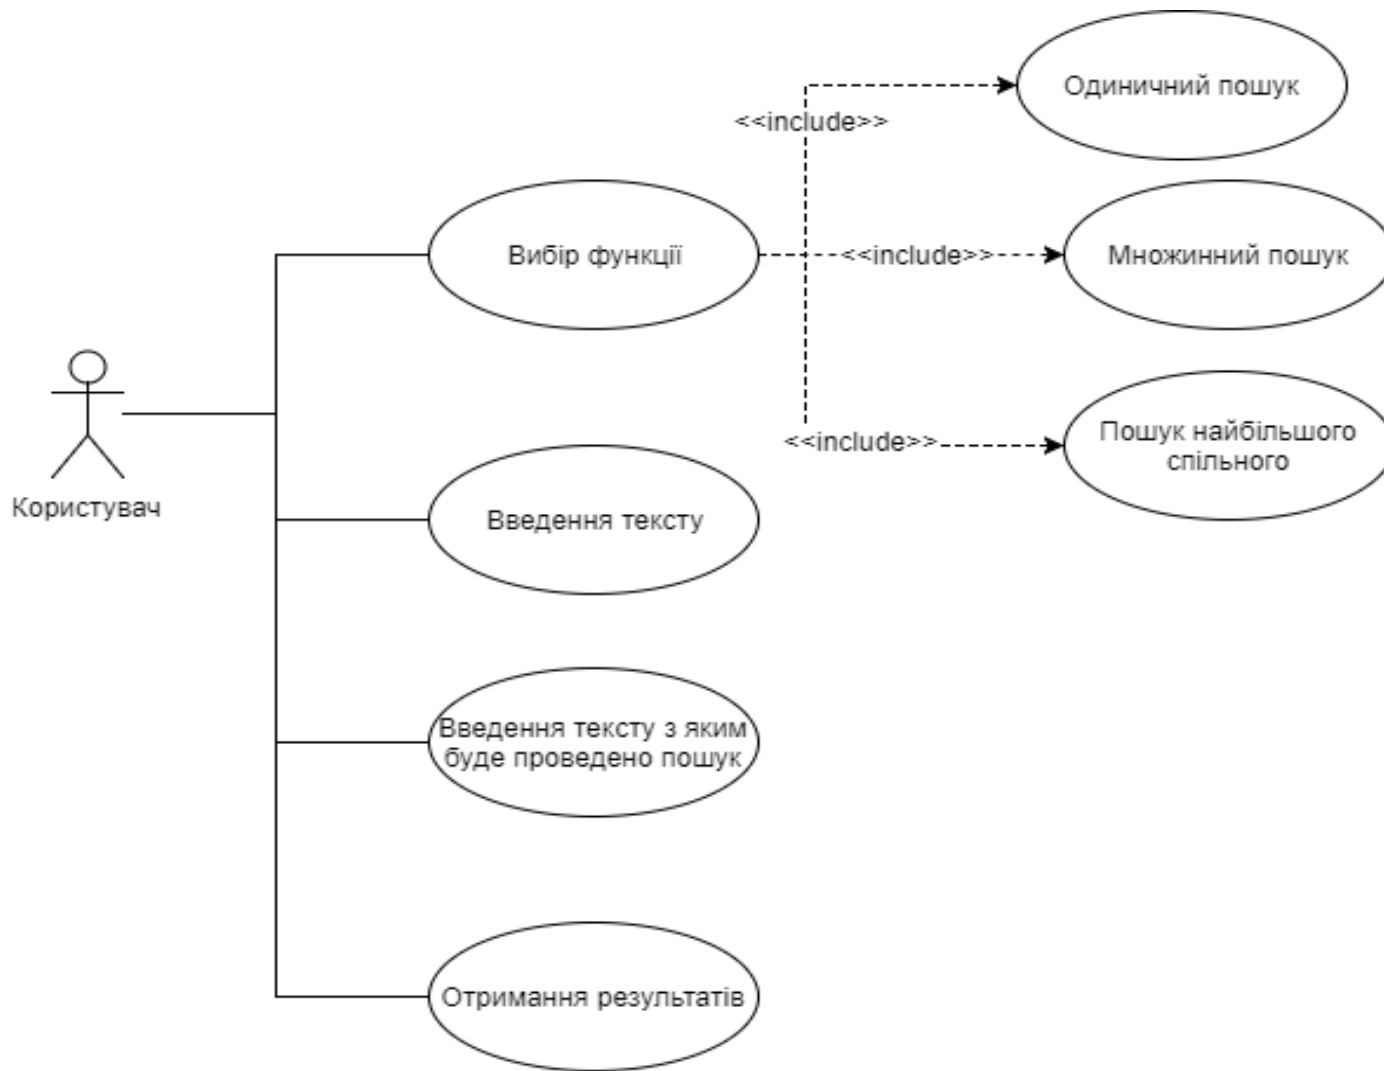 Одиничний пошук
<<include>>
Вибір функції
<<include>>
Множинний пошук
Пошук найбільшого
спільного
<<include>>
Користувач
Введення тексту
Введення тексту з яким
буде проведено пошук
Отримання результатів